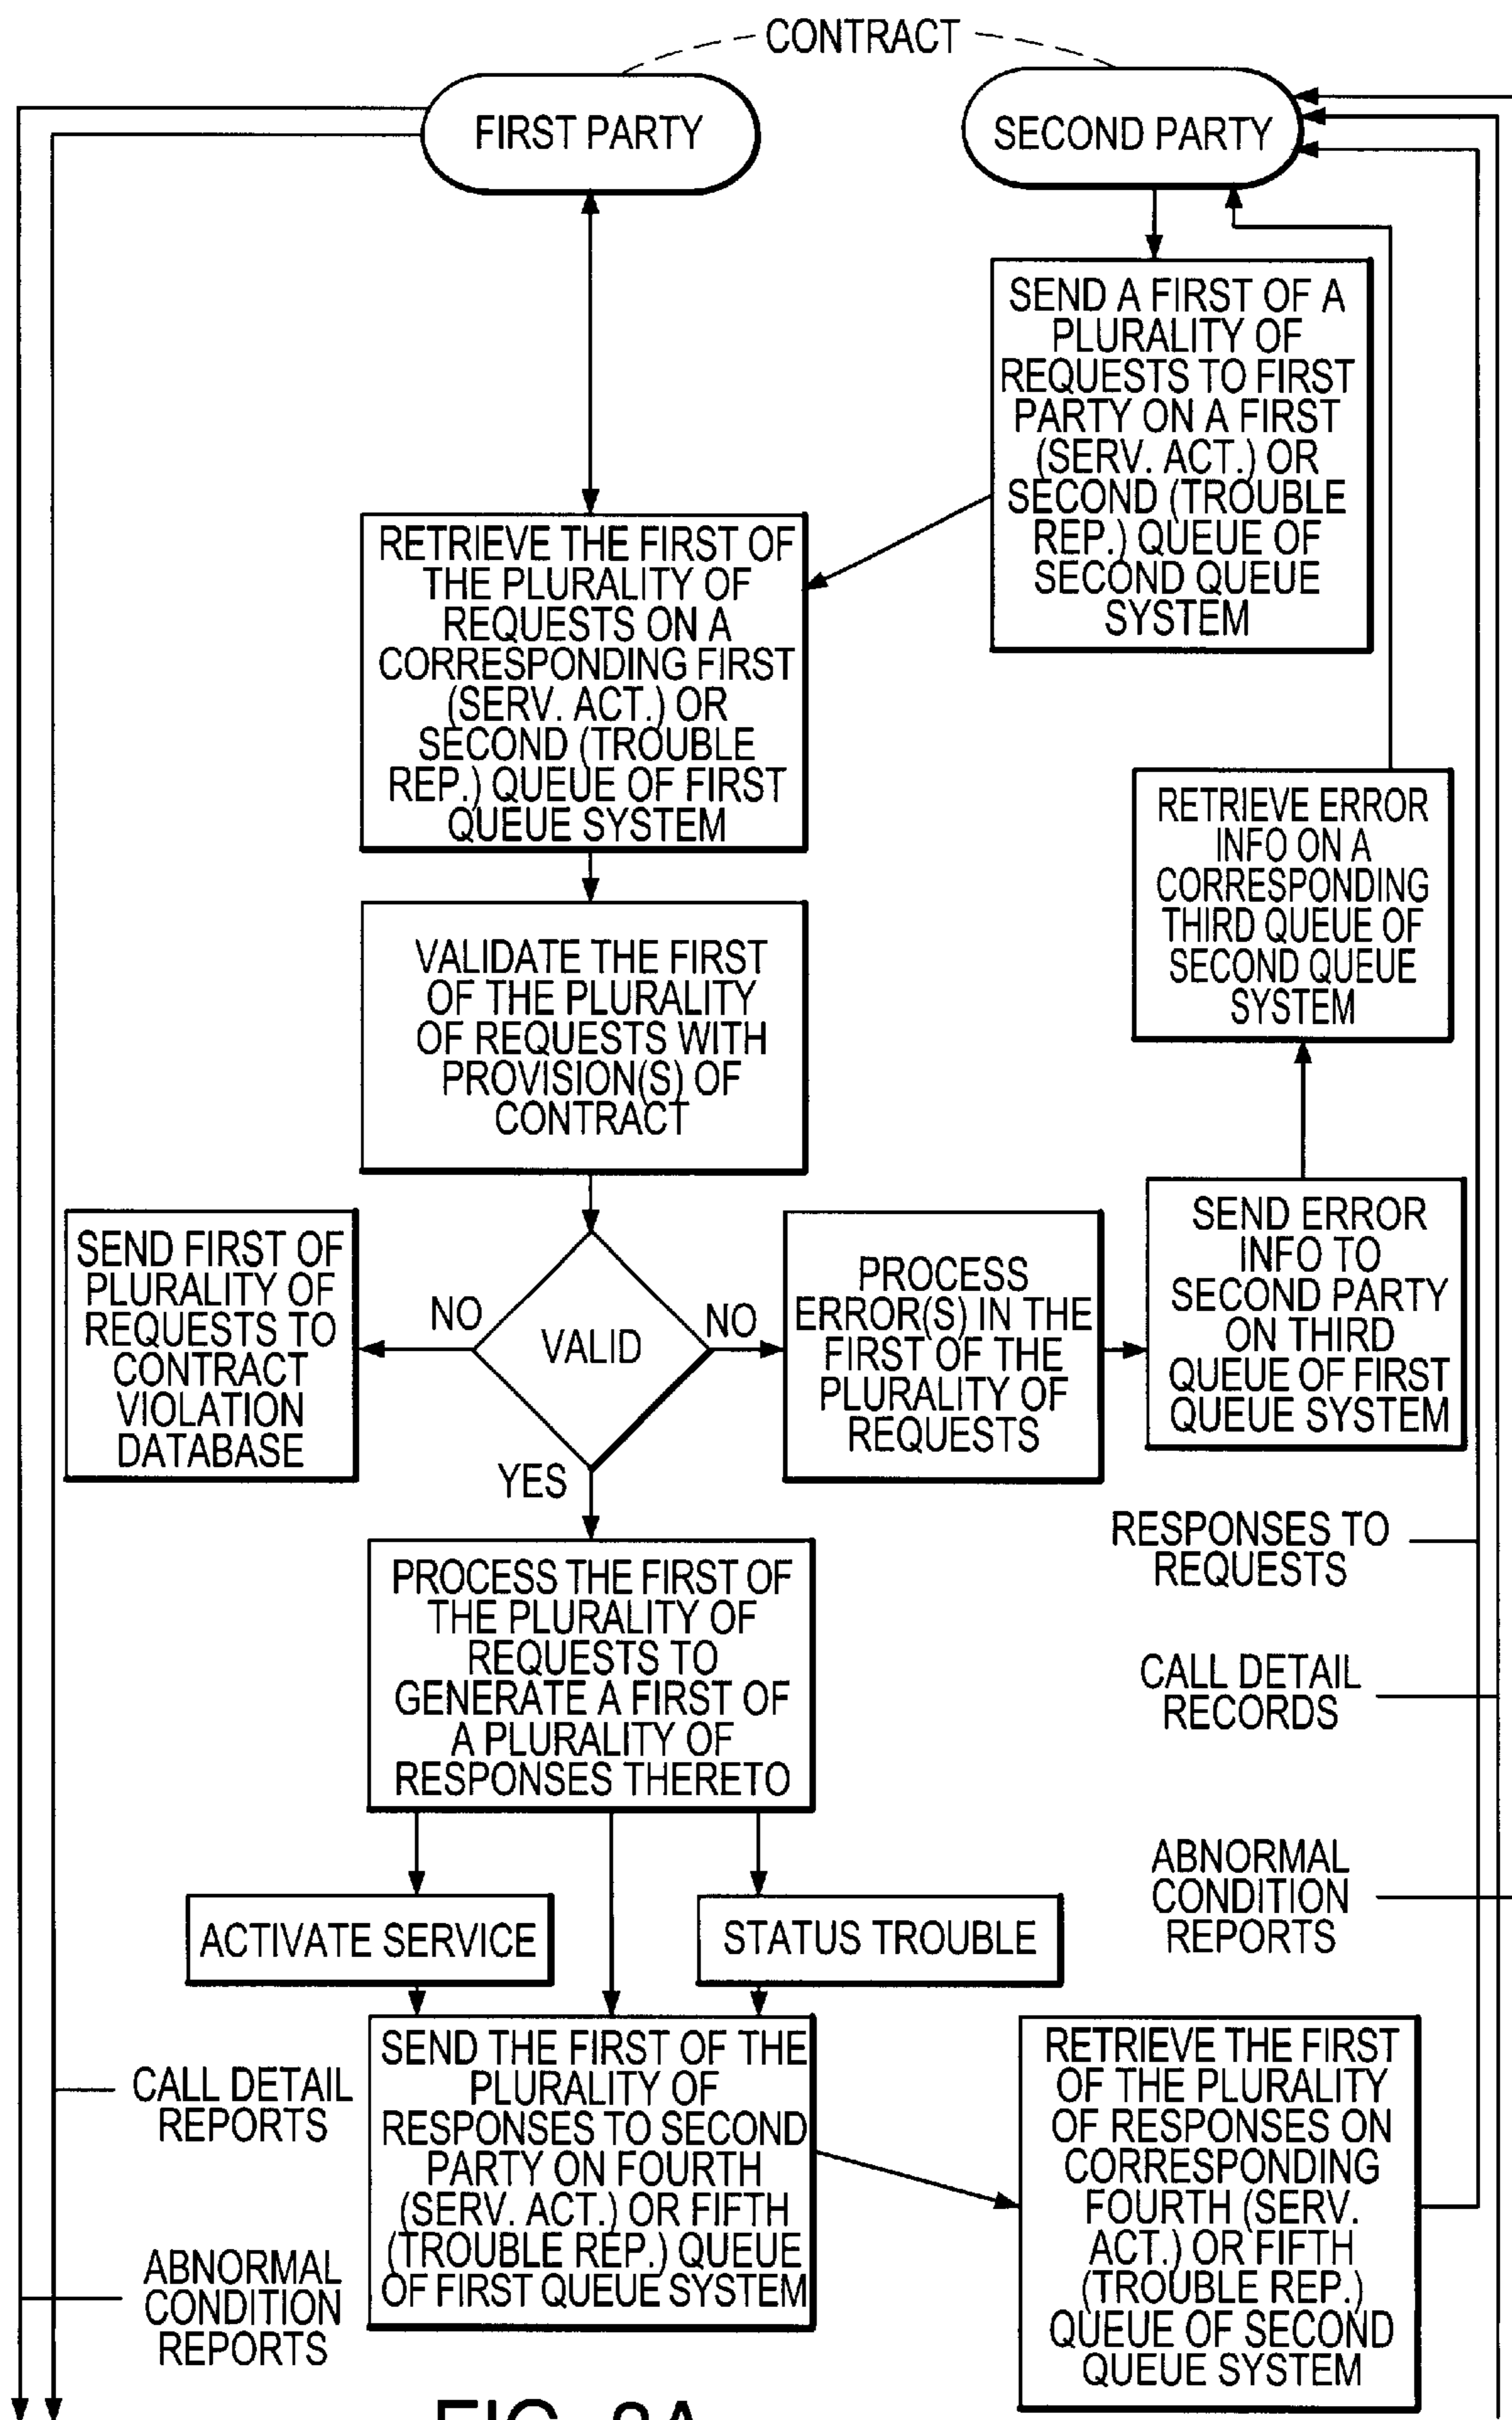 CONTRACT
FIRST PARTY
SECOND PARTY
SEND A FIRST OF A
PLURALITY OF
REQUESTS TO FIRST
PARTY ON A FIRST
(SERV. ACT.) OR
SECOND (TROUBLE
REP.) QUEUE OF
SECOND QUEUE
SYSTEM
RETRIEVE THE FIRST OF
THE PLURALITY OF
REQUESTS ON A
CORRESPONDING FIRST
(SERV. ACT.) OR
SECOND (TROUBLE
REP.) QUEUE OF FIRST
QUEUE SYSTEM
RETRIEVE ERROR
INFO ON A
CORRESPONDING
THIRD QUEUE OF
SECOND QUEUE
SYSTEM
VALIDATE THE FIRST
OF THE PLURALITY
OF REQUESTS WITH
PROVISION(S) OF
CONTRACT
SEND FIRST OF
PLURALITY OF
REQUESTS TO
CONTRACT
VIOLATION
DATABASE
NO
VALID
NO
YES
PROCESS
ERROR(S) IN THE
FIRST OF THE
PLURALITY OF
REQUESTS
SEND ERROR
INFO TO
SECOND PARTY
ON THIRD
QUEUE OF FIRST
QUEUE SYSTEM
RESPONSES TO
REQUESTS
PROCESS THE FIRST OF
THE PLURALITY OF
REQUESTS TO
GENERATE A FIRST OF
A PLURALITY OF
RESPONSES THERETO
CALL DETAIL
RECORDS
ABNORMAL
CONDITION
REPORTS
ACTIVATE SERVICE
STATUS TROUBLE
CALL DETAIL
REPORTS
SEND THE FIRST OF THE
PLURALITY OF
RESPONSES TO SECOND
PARTY ON FOURTH
(SERV. ACT.) OR FIFTH
(TROUBLE REP.) QUEUE
OF FIRST QUEUE SYSTEM
RETRIEVE THE FIRST
OF THE PLURALITY
OF RESPONSES ON
CORRESPONDING
FOURTH (SERV.
ACT.) OR FIFTH
(TROUBLE REP.)
QUEUE OF SECOND
QUEUE SYSTEM
ABNORMAL
CONDITION
REPORTS
FIG.